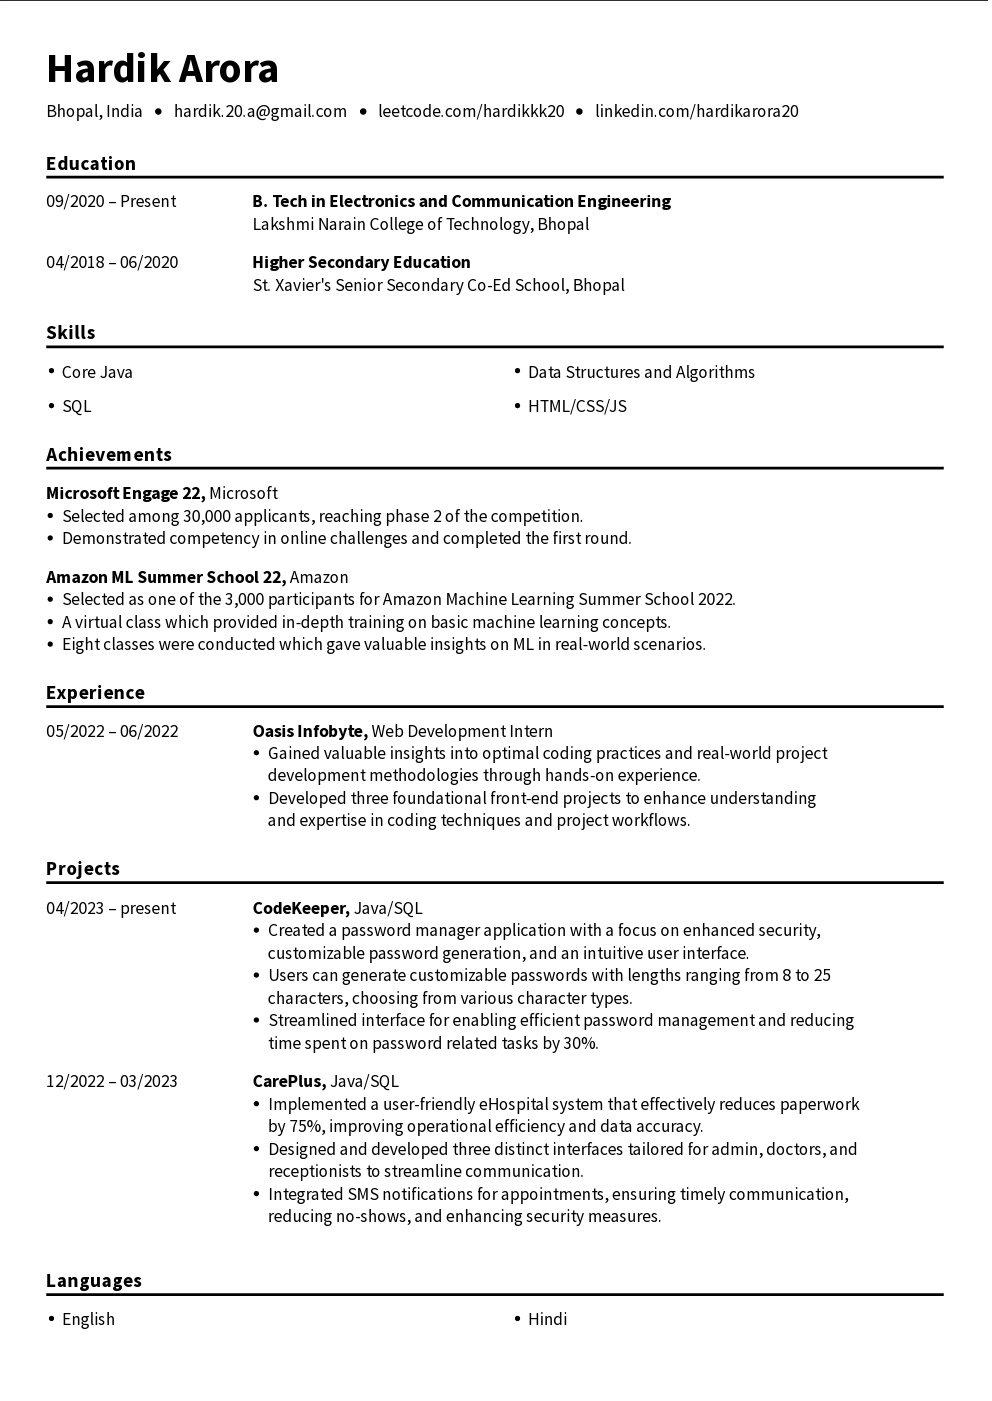 Hardik Arora
Bhopal, India • hardik.20.a@gmail.com • leetcode.com/hardikkk20 • linkedin.com/hardikarora20
Education
09/2020 – Present B. Tech in Electronics and Communication Engineering
Lakshmi Narain College of Technology, Bhopal
04/2018 – 06/2020 Higher Secondary Education
St. Xavier's Senior Secondary Co-Ed School, Bhopal
Skills
• Core Java • Data Structures and Algorithms
• SQL • HTML/CSS/JS
Achievements
Microsoft Engage 22, Microsoft
• Selected among 30,000 applicants, reaching phase 2 of the competition.
• Demonstrated competency in online challenges and completed the first round.
Amazon ML Summer School 22, Amazon
• Selected as one of the 3,000 participants for Amazon Machine Learning Summer School 2022.
• A virtual class which provided in-depth training on basic machine learning concepts.
• Eight classes were conducted which gave valuable insights on ML in real-world scenarios.
Experience
05/2022 – 06/2022 Oasis Infobyte, Web Development Intern
• Gained valuable insights into optimal coding practices and real-world project
development methodologies through hands-on experience.
• Developed three foundational front-end projects to enhance understanding
and expertise in coding techniques and project workflows.
Projects
04/2023 – present CodeKeeper, Java/SQL
• Created a password manager application with a focus on enhanced security,
customizable password generation, and an intuitive user interface.
• Users can generate customizable passwords with lengths ranging from 8 to 25
characters, choosing from various character types.
• Streamlined interface for enabling efficient password management and reducing
time spent on password related tasks by 30%.
12/2022 – 03/2023 CarePlus, Java/SQL
• Implemented a user-friendly eHospital system that effectively reduces paperwork
by 75%, improving operational efficiency and data accuracy.
• Designed and developed three distinct interfaces tailored for admin, doctors, and
receptionists to streamline communication.
• Integrated SMS notifications for appointments, ensuring timely communication,
reducing no-shows, and enhancing security measures.
Languages
• English • Hindi